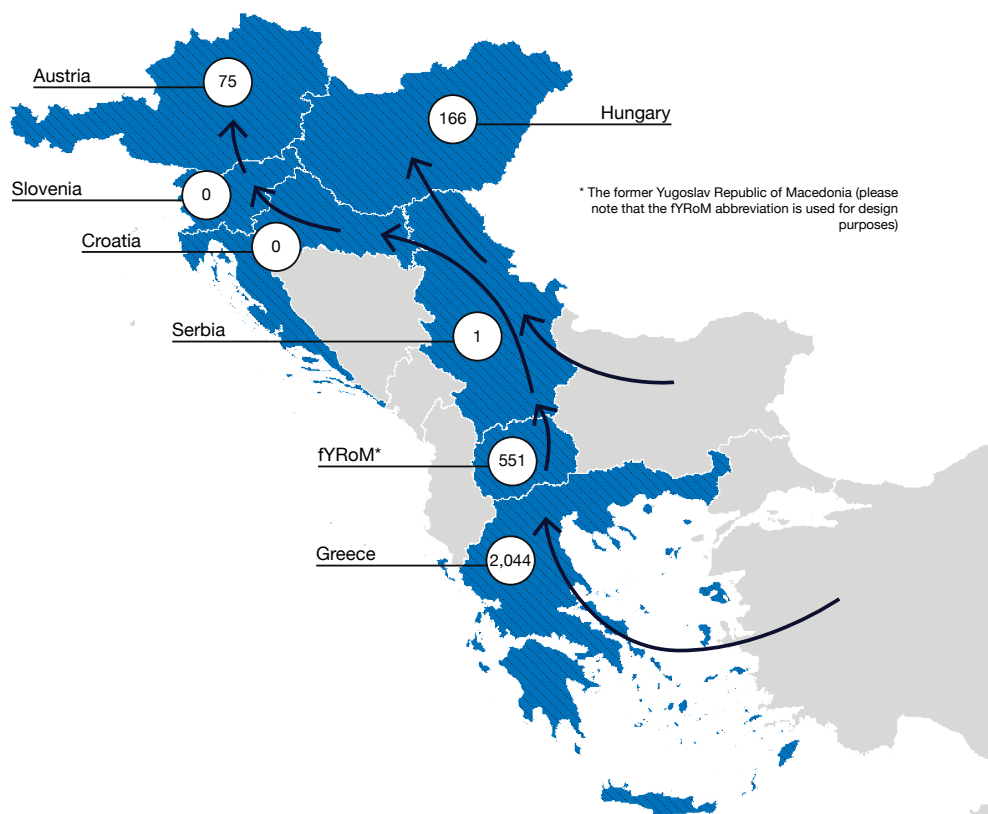 Austria
75
166
Hungary
* The former Yugoslav Republic of Macedonia (please
note that the fYRoM abbreviation is used for design
purposes)
Slovenia
0
Croatia
0
Serbia
1
fYRoM*
551
Greece
2,044